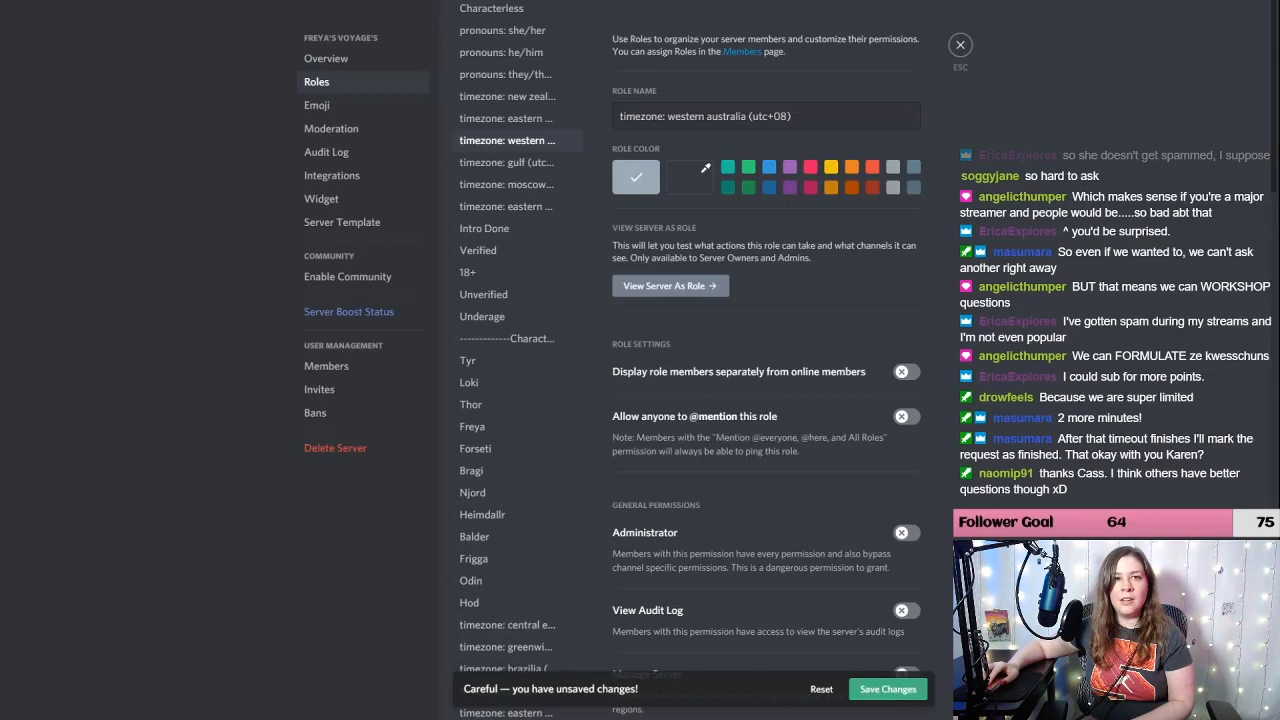 FREYA'S VOYAGE'S
Overview
Roles
Emoji
Moderation
Audit Log
Integrations
Widget
Server Template
COMMUNITY
Enable Community
Server Boost Status
USER MANAGEMENT
Members
Invites
Bans
Delete Server
Characterless
pronouns: she/her
pronouns: he/him
pronouns: they/th...
timezone: new zeal...
timezone: eastern ...
timezone: western ...
timezone: gulf (utc...
timezone: moscow...
timezone: eastern ...
Intro Done
Verified
18+
Unverified
Underage
-------------Charact...
Tyr
Loki
Thor
Freya
Forseti
Bragi
Njord
Heimdallr
Balder
Frigga
Odin
Hod
timezone: central e...
timezone: greenwi...
timezone: brazilia (...
timezone: eastern ...
Use Roles to organize your server members and customize their permissions.
You can assign Roles in the Members page.
ROLE NAME
timezone: western australia (utc+08)
ROLE COLOR
VIEW SERVER AS ROLE
This will let you test what actions this role can take and what channels it can
see. Only available to Server Owners and Admins.
View Server As Role →
ROLE SETTINGS
Display role members separately from online members
Allow anyone to @mention this role
Note: Members with the "Mention @everyone, @here, and All Roles"
permission will always be able to ping this role.
GENERAL PERMISSIONS
Administrator
Members with this permission have every permission and also bypass
channel specific permissions. This is a dangerous permission to grant.
View Audit Log
Members with this permission have access to view the server's audit logs
Manage Server
regions.
Careful — you have unsaved changes!
Reset
Save Changes
ESC
EricaExplores so she doesn't get spammed, I suppose
soggyjane so hard to ask
angelicthumper Which makes sense if you're a major
streamer and people would be.....so bad abt that
EricaExplores ^ you'd be surprised.
masumara So even if we wanted to, we can't ask
another right away
angelicthumper BUT that means we can WORKSHOP
questions
EricaExplores I've gotten spam during my streams and
I'm not even popular
angelicthumper We can FORMULATE ze kwesschuns
EricaExplores I could sub for more points.
drowfeels Because we are super limited
masumara 2 more minutes!
masumara After that timeout finishes I'll mark the
request as finished. That okay with you Karen?
naomip91 thanks Cass. I think others have better
questions though xD
Follower Goal 64 75